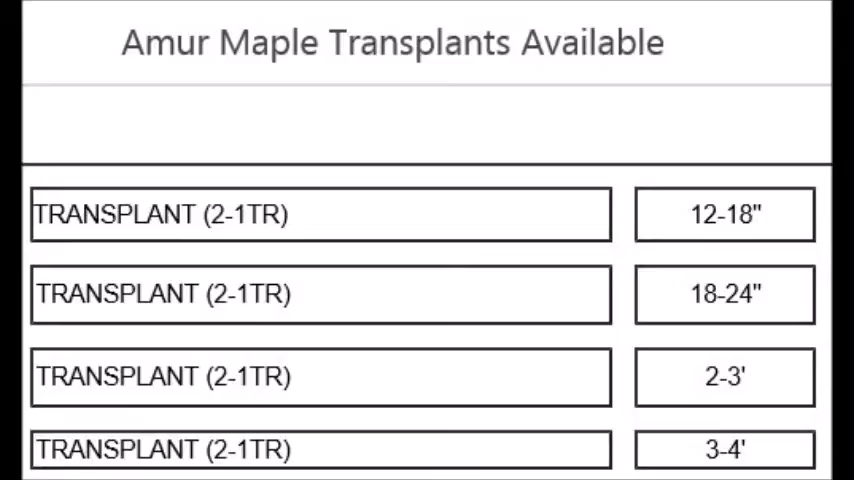 Amur Maple Transplants Available
TRANSPLANT (2-1TR) 12-18"
TRANSPLANT (2-1TR) 18-24"
TRANSPLANT (2-1TR) 2-3'
TRANSPLANT (2-1TR) 3-4'